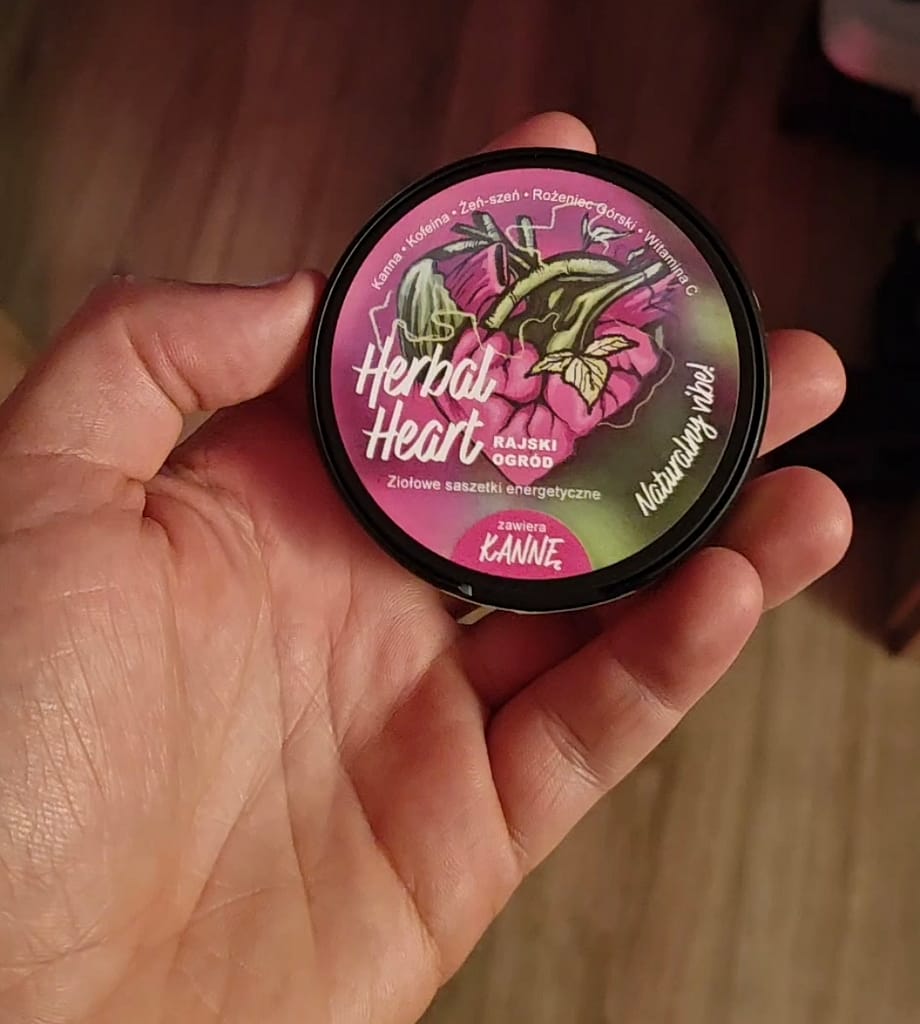 Kanna • Kofeina • Żeń-szeń • Rożeniec Górski • Witamina C
Herbal
Heart
RAJSKI
OGRÓD
Ziołowe saszetki energetyczne
Naturalny vibe!
zawiera
KANNĘ